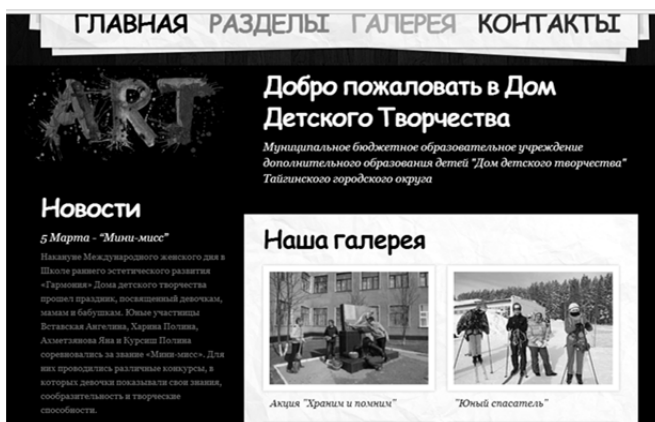 ГЛАВНАЯ РАЗДЕЛЫ ГАЛЕРЕЯ КОНТАКТЫ
ART
Добро пожаловать в Дом
Детского Творчества
Муниципальное бюджетное образовательное учреждение
дополнительного образования детей "Дом детского творчества"
Тайгинского городского округа
Новости
5 Марта - “Мини-мисс”
Накануне Международного женского дня в
Школе раннего эстетического развития
«Гармония» Дома детского творчества
прошел праздник, посвященный девочкам,
мамам и бабушкам. Юные участницы
Вставская Ангелина, Харина Полина,
Ахметзянова Яна и Курсиш Полина
соревновались за звание «Мини-мисс». Для
них проводились различные конкурсы, в
которых девочки показывали свои знания,
сообразительность и творческие
способности.
Наша галерея
Акция "Храним и помним"
"Юный спасатель"